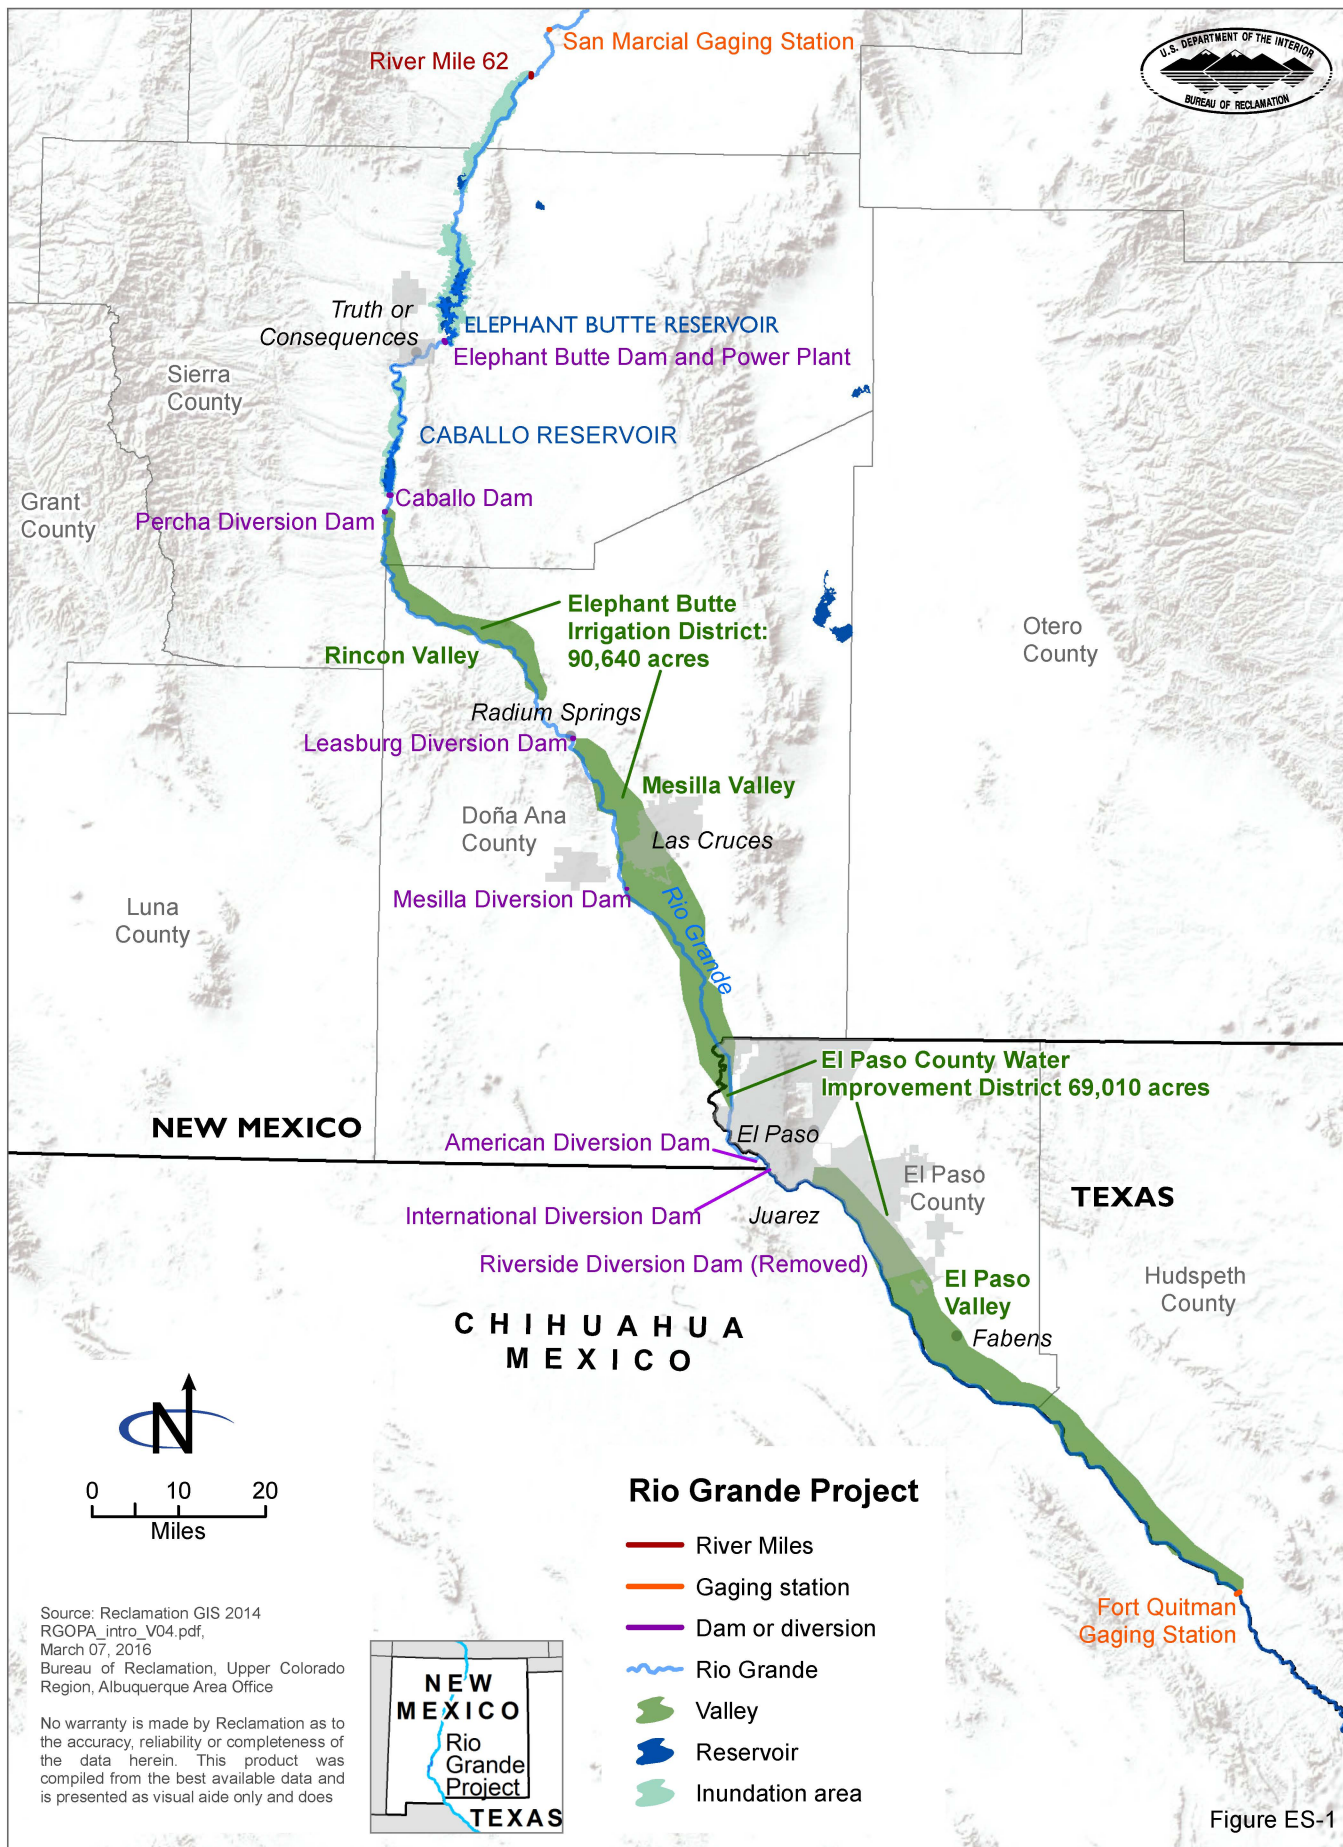 San Marcial Gaging Station
River Mile 62
U.S. DEPARTMENT OF THE INTERIOR
BUREAU OF RECLAMATION
Truth or
Consequences
ELEPHANT BUTTE RESERVOIR
Elephant Butte Dam and Power Plant
Sierra
County
CABALLO RESERVOIR
Grant
County
Caballo Dam
Percha Diversion Dam
Elephant Butte
Irrigation District:
90,640 acres
Rincon Valley
Otero
County
Radium Springs
Leasburg Diversion Dam
Mesilla Valley
Doña Ana
County
Las Cruces
Mesilla Diversion Dam
Rio Grande
Luna
County
El Paso County Water
Improvement District 69,010 acres
NEW MEXICO
American Diversion Dam
El Paso
El Paso
County
TEXAS
International Diversion Dam
Juarez
Riverside Diversion Dam (Removed)
El Paso
Valley
Hudspeth
County
Fabens
CHIHUAHUA
MEXICO
N
0 10 20
Miles
Rio Grande Project
River Miles
Gaging station
Dam or diversion
Rio Grande
Valley
Reservoir
Inundation area
Fort Quitman
Gaging Station
Source: Reclamation GIS 2014
RGOPA_intro_V04.pdf,
March 07, 2016
Bureau of Reclamation, Upper Colorado
Region, Albuquerque Area Office
No warranty is made by Reclamation as to
the accuracy, reliability or completeness of
the data herein. This product was
compiled from the best available data and
is presented as visual aide only and does
NEW
MEXICO
Rio
Grande
Project
TEXAS
Figure ES-1